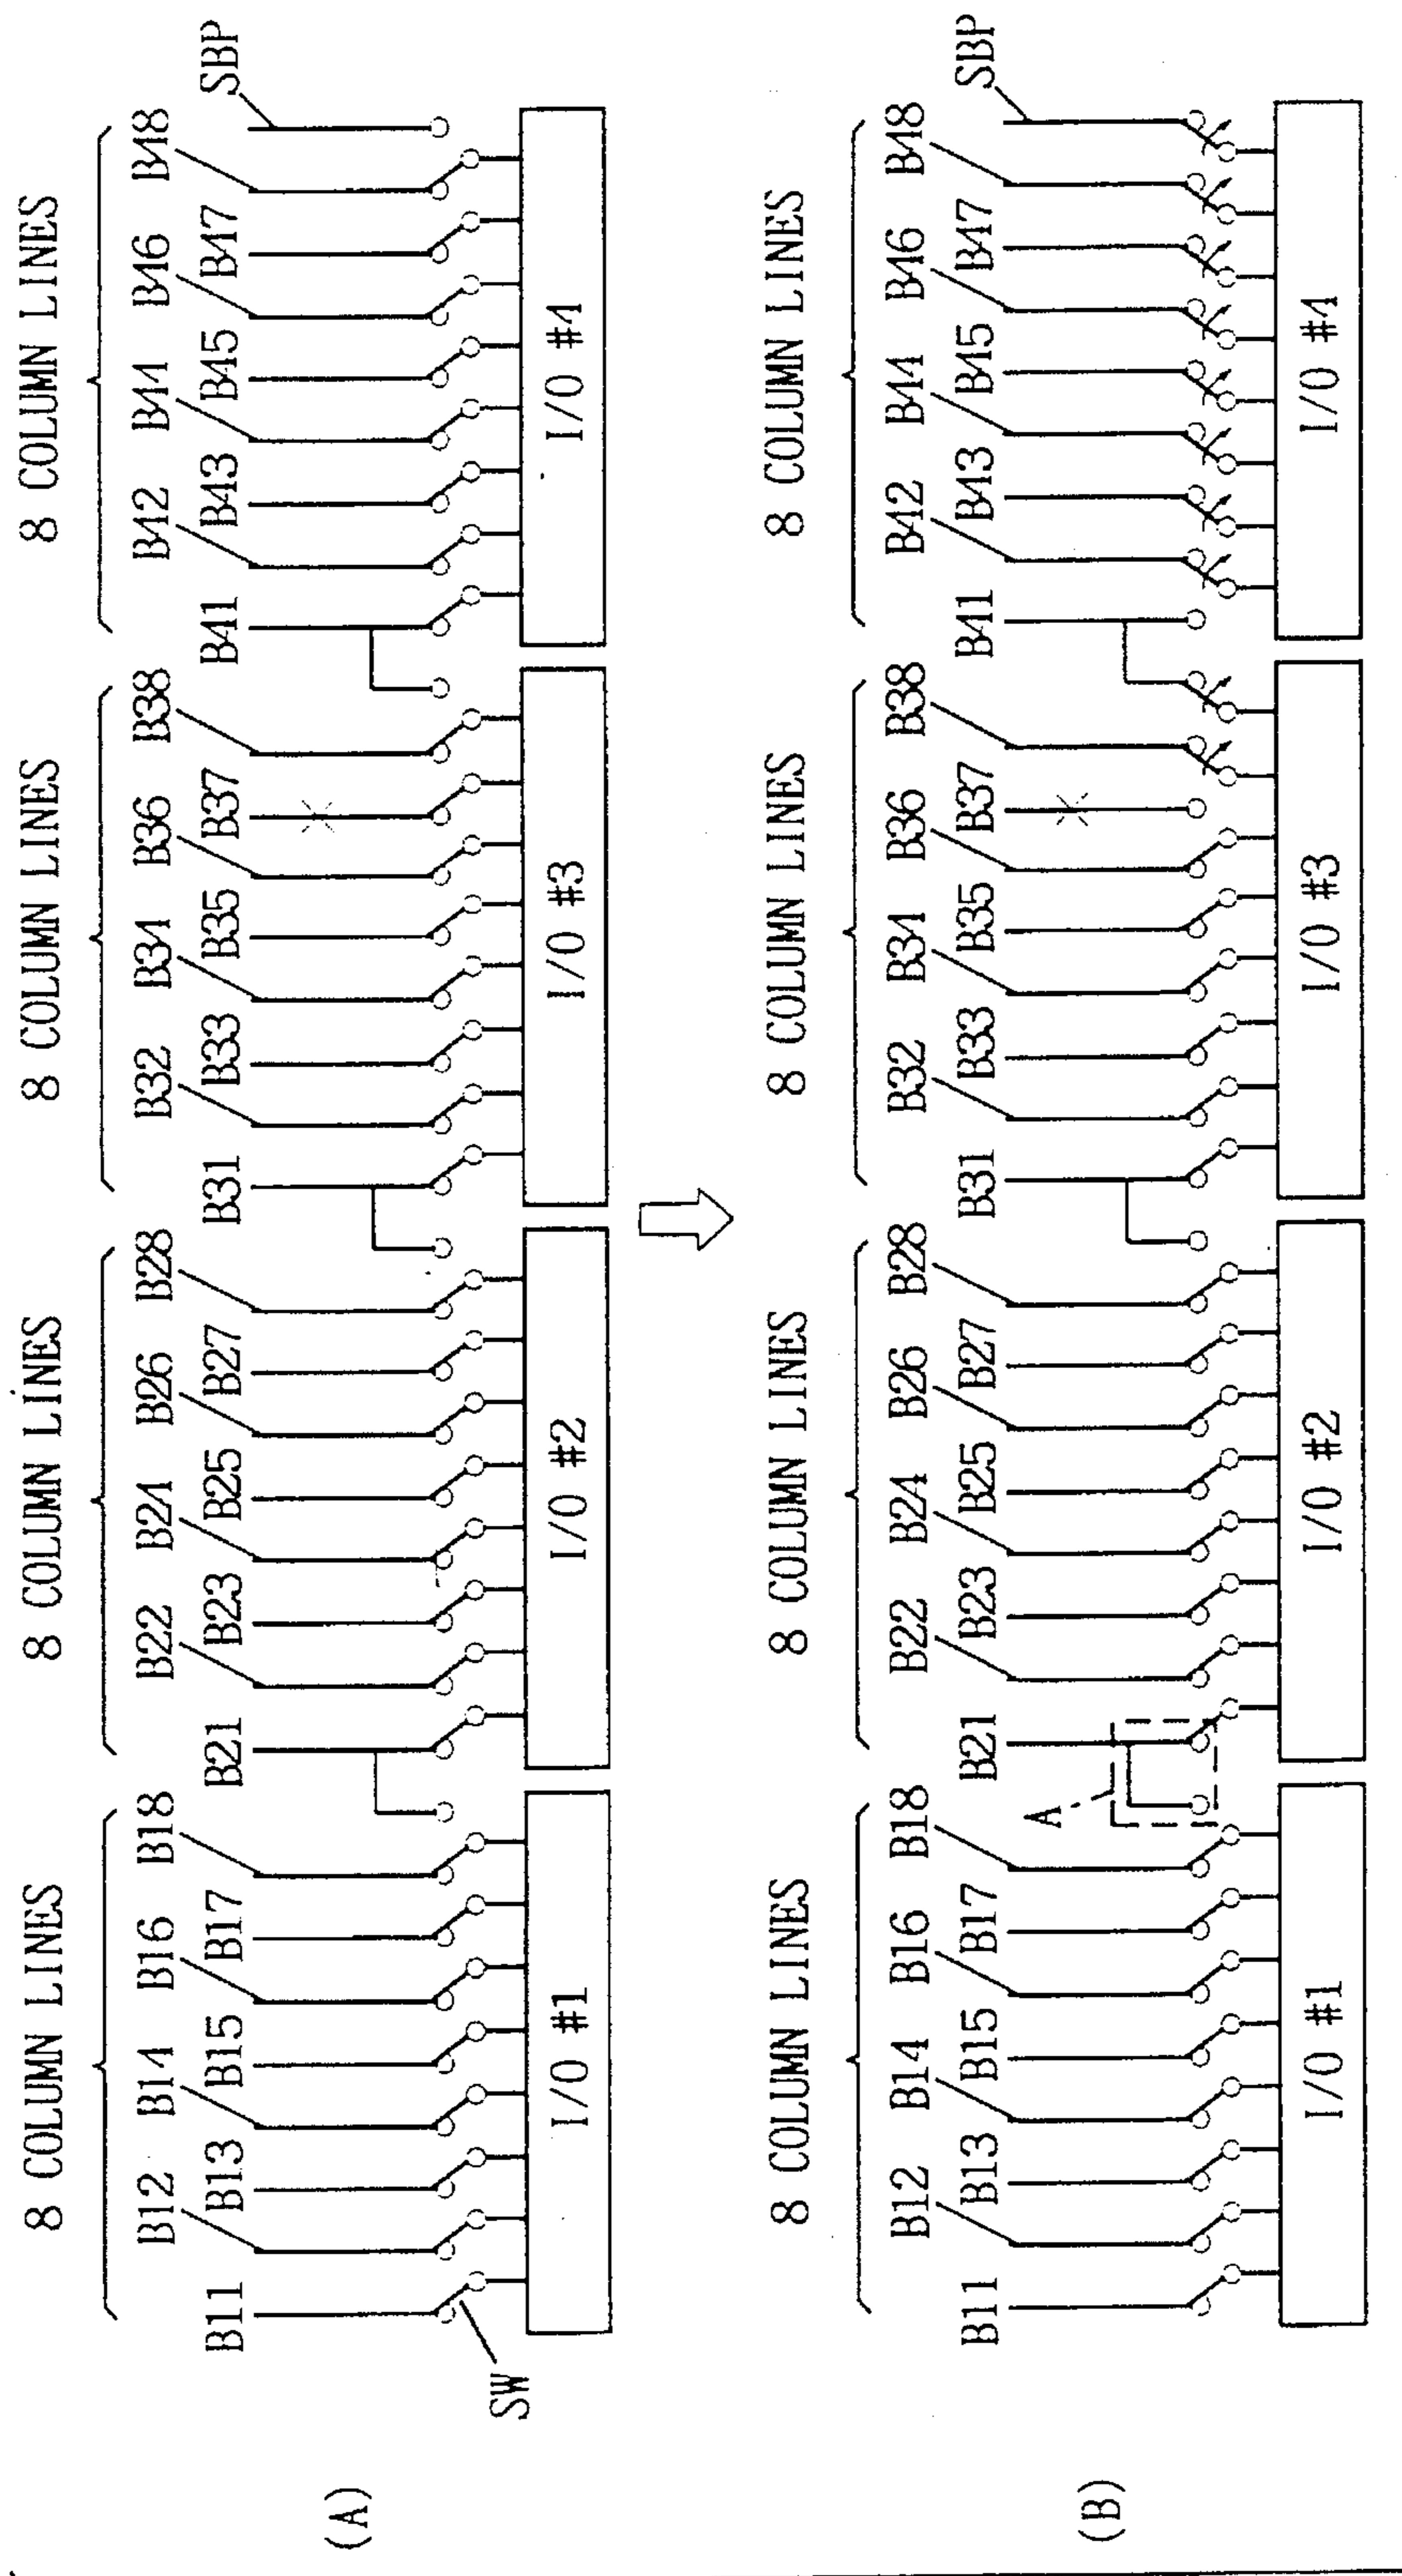 (A)
8 COLUMN LINES
8 COLUMN LINES
8 COLUMN LINES
8 COLUMN LINES
B12 B14 B16 B18 B22 B24 B26 B28 B32 B34 B36 B38 B42 B44 B46 B48
B11 B13 B15 B17 B21 B23 B25 B27 B31 B33 B35 B37 B41 B43 B45 B47 SBP
SW
I/O #1
I/O #2
I/O #3
I/O #4
(B)
8 COLUMN LINES
8 COLUMN LINES
8 COLUMN LINES
8 COLUMN LINES
B12 B14 B16 B18 B22 B24 B26 B28 B32 B34 B36 B38 B42 B44 B46 B48
B11 B13 B15 B17 B21 B23 B25 B27 B31 B33 B35 B37 B41 B43 B45 B47 SBP
A
I/O #1
I/O #2
I/O #3
I/O #4